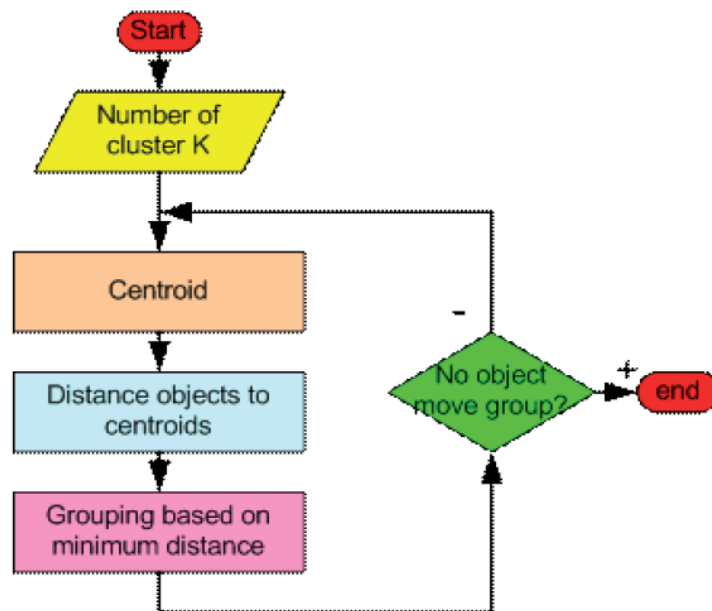 Start
Number of
cluster K
Centroid
Distance objects to
centroids
Grouping based on
minimum distance
-
No object
move group?
+
end